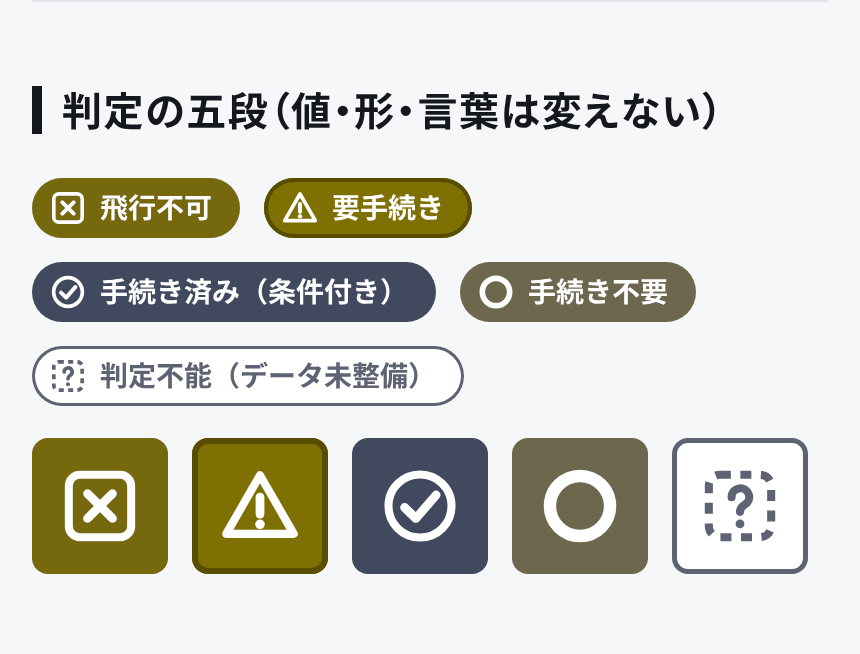 判定の五段（値・形・言葉は変えない）
飛行不可 要手続き
手続き済み（条件付き） 手続き不要
判定不能（データ未整備）